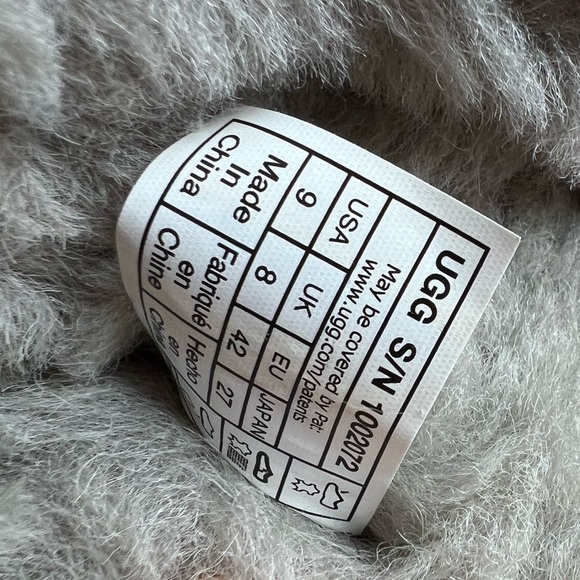 UGG S/N 1002072
May be covered by Pat:
www.ugg.com/patents
USA UK EU JAPAN
9 8 42 27
Made In China
Fabriqué en Chine
Hecho en